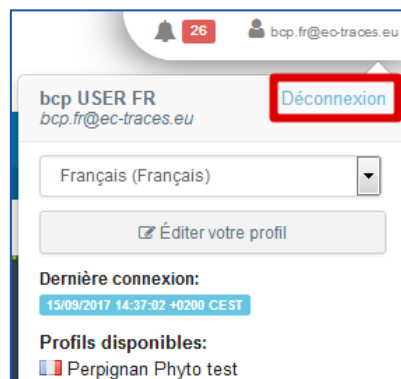 26 bcp.fr@ec-traces.eu
bcp USER FR Déconnexion
bcp.fr@ec-traces.eu
Français (Français)
Éditer votre profil
Dernière connexion:
15/09/2017 14:37:02 +0200 CEST
Profils disponibles:
Perpignan Phyto test